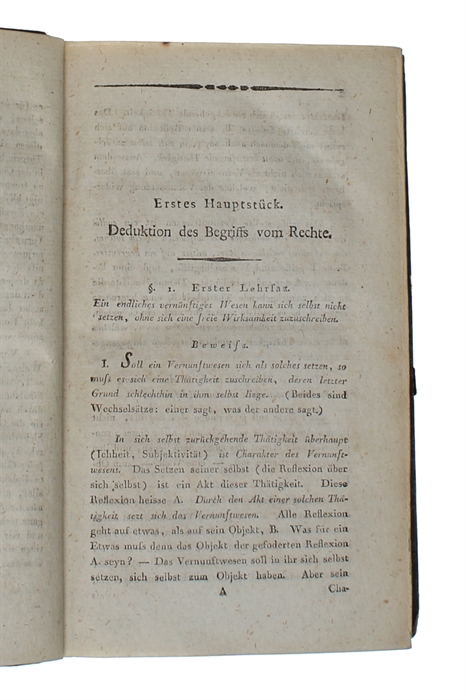 Erstes Hauptstück.
Deduktion des Begriffs vom Rechte.
§. 1. Erster Lehrsaz.
Ein endliches vernünftiges Wesen kann sich selbst nicht
setzen, ohne sich eine freie Wirksamkeit zuzuschreiben.
Beweiſs.
I. Soll ein Vernunftwesen sich als solches setzen, so
muſs es sich eine Thätigkeit zuschreiben, deren letzter
Grund schlechthin in ihm selbst liege. (Beides sind
Wechselsätze: einer sagt, was der andere sagt.)
In sich selbst zurückgehende Thätigkeit überhaupt
(Ichheit, Subjektivität) ist Charakter des Vernunft-
wesens. Das Setzen seiner selbst (die Reflexion über
sich selbst) ist ein Akt dieser Thätigkeit. Diese
Reflexion heisse A. Durch den Akt einer solchen Thä-
tigkeit sezt sich das Vernunftwesen. Alle Reflexion
geht auf etwas, als auf sein Objekt, B. Was für ein
Etwas muſs denn das Objekt der gefoderten Reflexion
A. seyn? — Das Vernunftwesen soll in ihr sich selbst
setzen, sich selbst zum Objekt haben. Aber sein
A Cha-